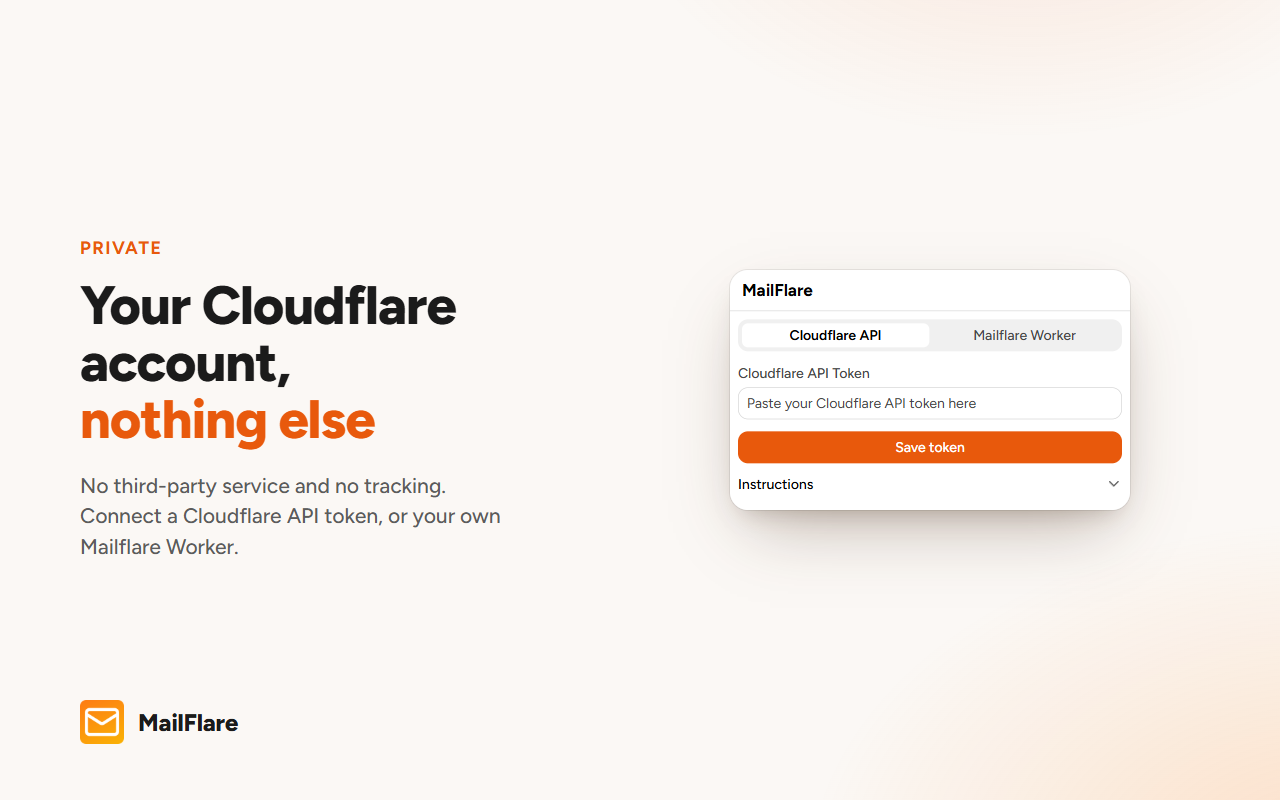 PRIVATE
Your Cloudflare
account,
nothing else
No third-party service and no tracking.
Connect a Cloudflare API token, or your own
Mailflare Worker.
MailFlare
MailFlare
Cloudflare API
Mailflare Worker
Cloudflare API Token
Paste your Cloudflare API token here
Save token
Instructions